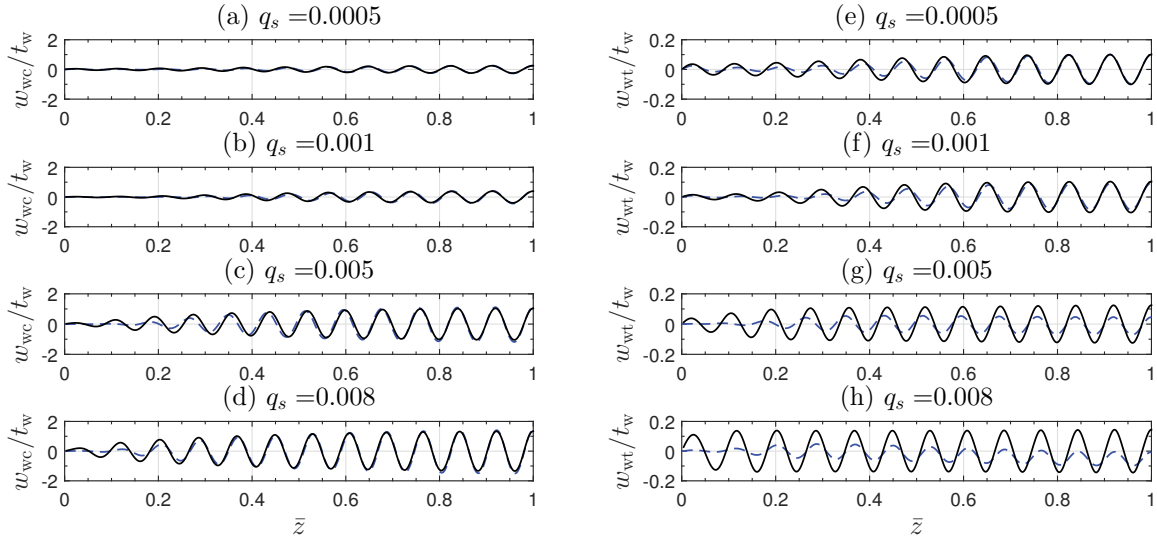 (a) q_s =0.0005
w_wc/t_w
2
0
-2
0 0.2 0.4 0.6 0.8 1
(b) q_s =0.001
w_wc/t_w
2
0
-2
0 0.2 0.4 0.6 0.8 1
(c) q_s =0.005
w_wc/t_w
2
0
-2
0 0.2 0.4 0.6 0.8 1
(d) q_s =0.008
w_wc/t_w
2
0
-2
0 0.2 0.4 0.6 0.8 1
z̄
(e) q_s =0.0005
w_wt/t_w
0.2
0
-0.2
0 0.2 0.4 0.6 0.8 1
(f) q_s =0.001
w_wt/t_w
0.2
0
-0.2
0 0.2 0.4 0.6 0.8 1
(g) q_s =0.005
w_wt/t_w
0.2
0
-0.2
0 0.2 0.4 0.6 0.8 1
(h) q_s =0.008
w_wt/t_w
0.2
0
-0.2
0 0.2 0.4 0.6 0.8 1
z̄